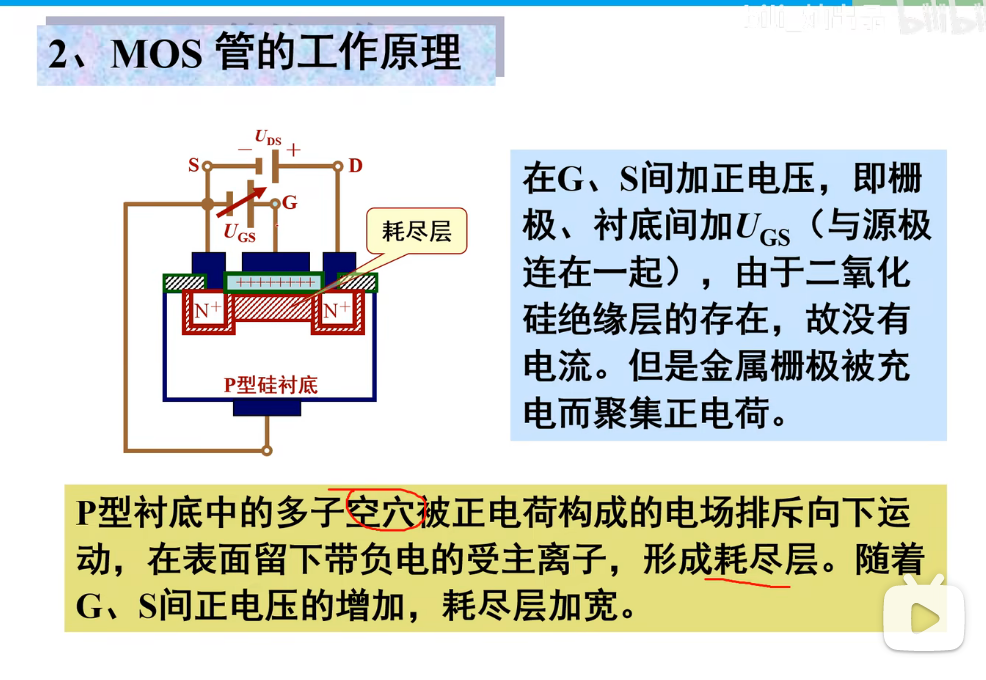 2、MOS 管的工作原理
bilibili
UDS
－ ＋
S
D
G
UGS
耗尽层
++++++++
N+
N+
P型硅衬底
在G、S间加正电压，即栅
极、衬底间加UGS（与源极
连在一起），由于二氧化
硅绝缘层的存在，故没有
电流。但是金属栅极被充
电而聚集正电荷。
P型衬底中的多子空穴被正电荷构成的电场排斥向下运
动，在表面留下带负电的受主离子，形成耗尽层。随着
G、S间正电压的增加，耗尽层加宽。